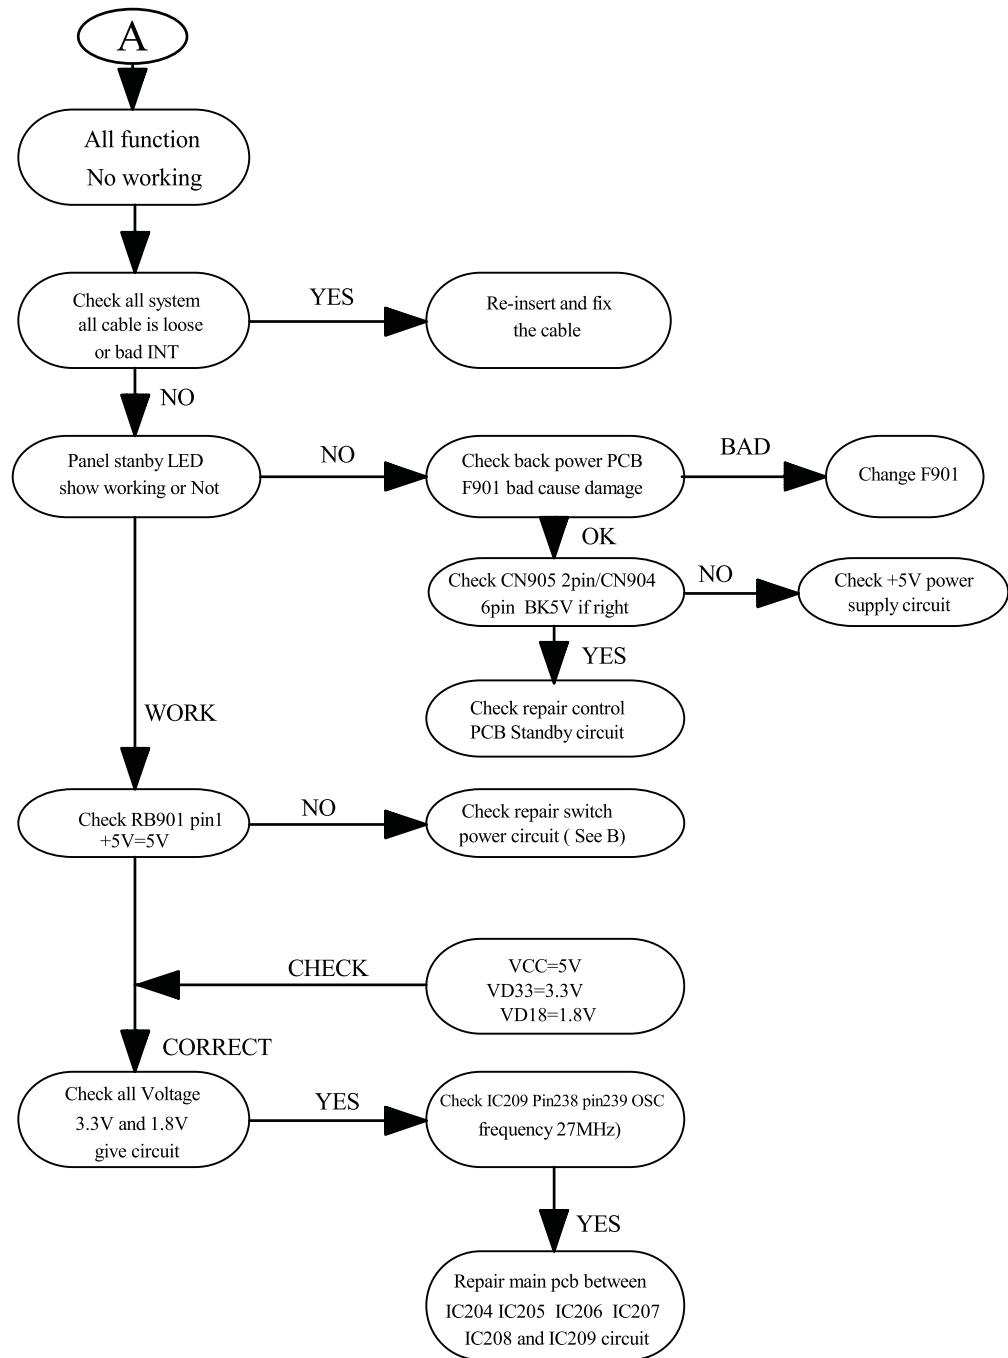 A
All function
No working
Check all system
all cable is loose
or bad INT
YES
Re-insert and fix
the cable
NO
Panel stanby LED
show working or Not
NO
Check back power PCB
F901 bad cause damage
BAD
Change F901
OK
Check CN905 2pin/CN904
6pin BK5V if right
NO
Check +5V power
supply circuit
YES
Check repair control
PCB Standby circuit
WORK
Check RB901 pin1
+5V=5V
NO
Check repair switch
power circuit ( See B)
CHECK
VCC=5V
VD33=3.3V
VD18=1.8V
CORRECT
Check all Voltage
3.3V and 1.8V
give circuit
YES
Check IC209 Pin238 pin239 OSC
frequency 27MHz)
YES
Repair main pcb between
IC204 IC205 IC206 IC207
IC208 and IC209 circuit